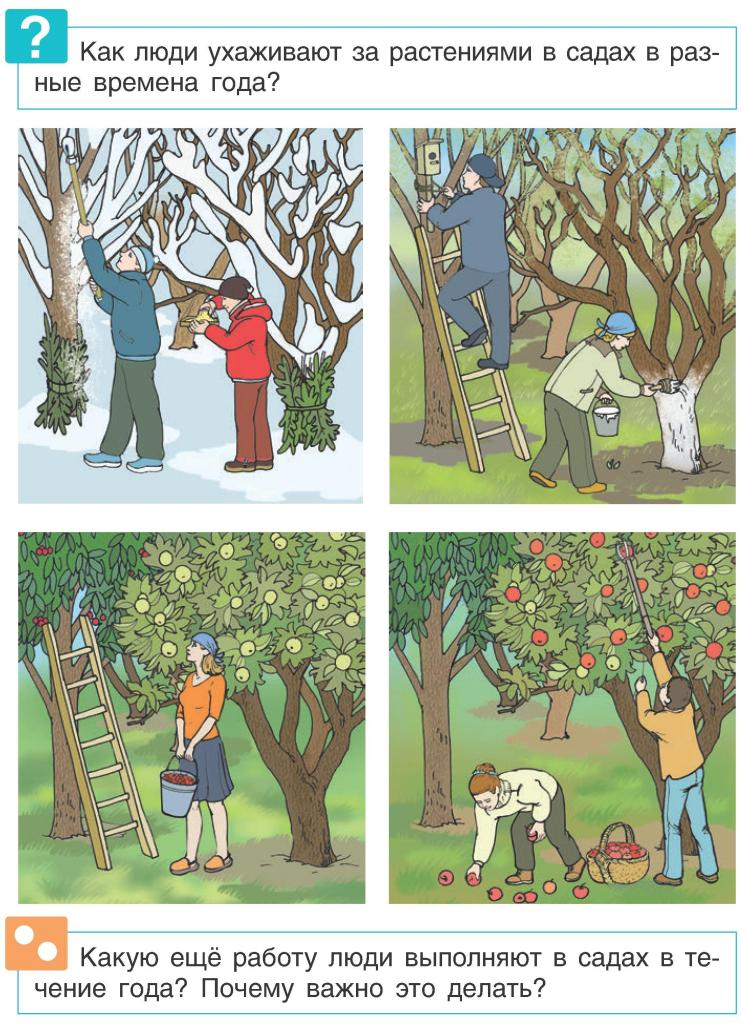 ?
Как люди ухаживают за растениями в садах в раз-
ные времена года?
Какую ещё работу люди выполняют в садах в те-
чение года? Почему важно это делать?